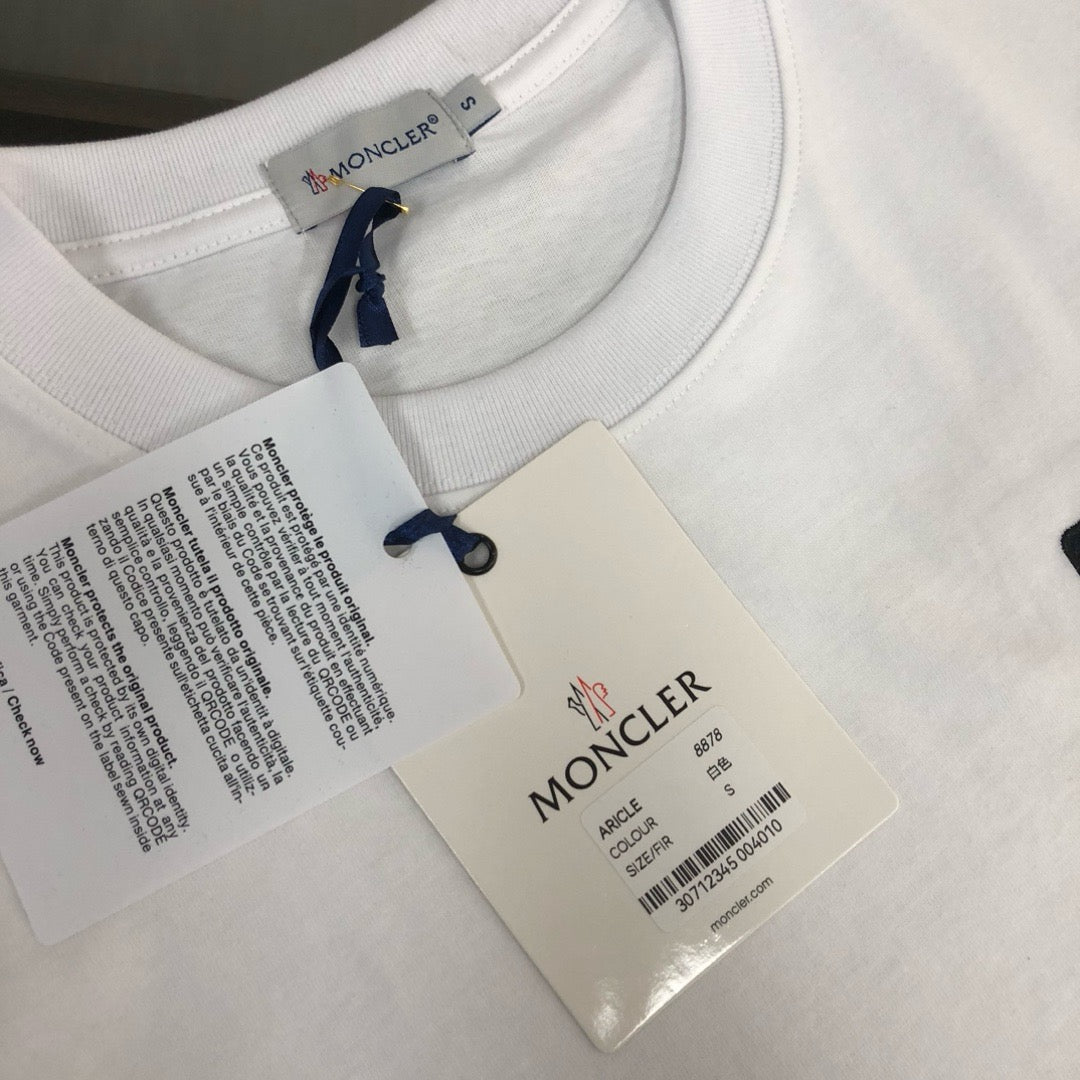 MONCLER®
S
Moncler protège le produit original.
Ce produit est protégé par une identité numérique.
Vous pouvez vérifier à tout moment l'authenticité,
la qualité et la provenance du produit en effectuant
un simple contrôle par la lecture du QRCODE ou
par le biais du Code se trouvant sur l'étiquette cou-
sue à l'intérieur de cette pièce.
Moncler tutela il prodotto originale.
Questo prodotto é tutelato da un'identit à digitale.
In qualsiasi momento può verificare l'autenticità, la
qualità e la provenienza del prodotto facendo un
semplice controllo, leggendo il QRCODE o utiliz-
zando il Codice presente sull'etichetta cucita all'in-
terno di questo capo.
Moncler protects the original product.
This product is protected by its own digital identity.
You can check your product information at any
time. Simply perform a check by reading QRCODE
or using the Code present on the label sewn inside
this garment.
/ Check now
MONCLER
ARICLE 8878
COLOUR 白色
SIZE/FIR S
30712345 004010
moncler.com